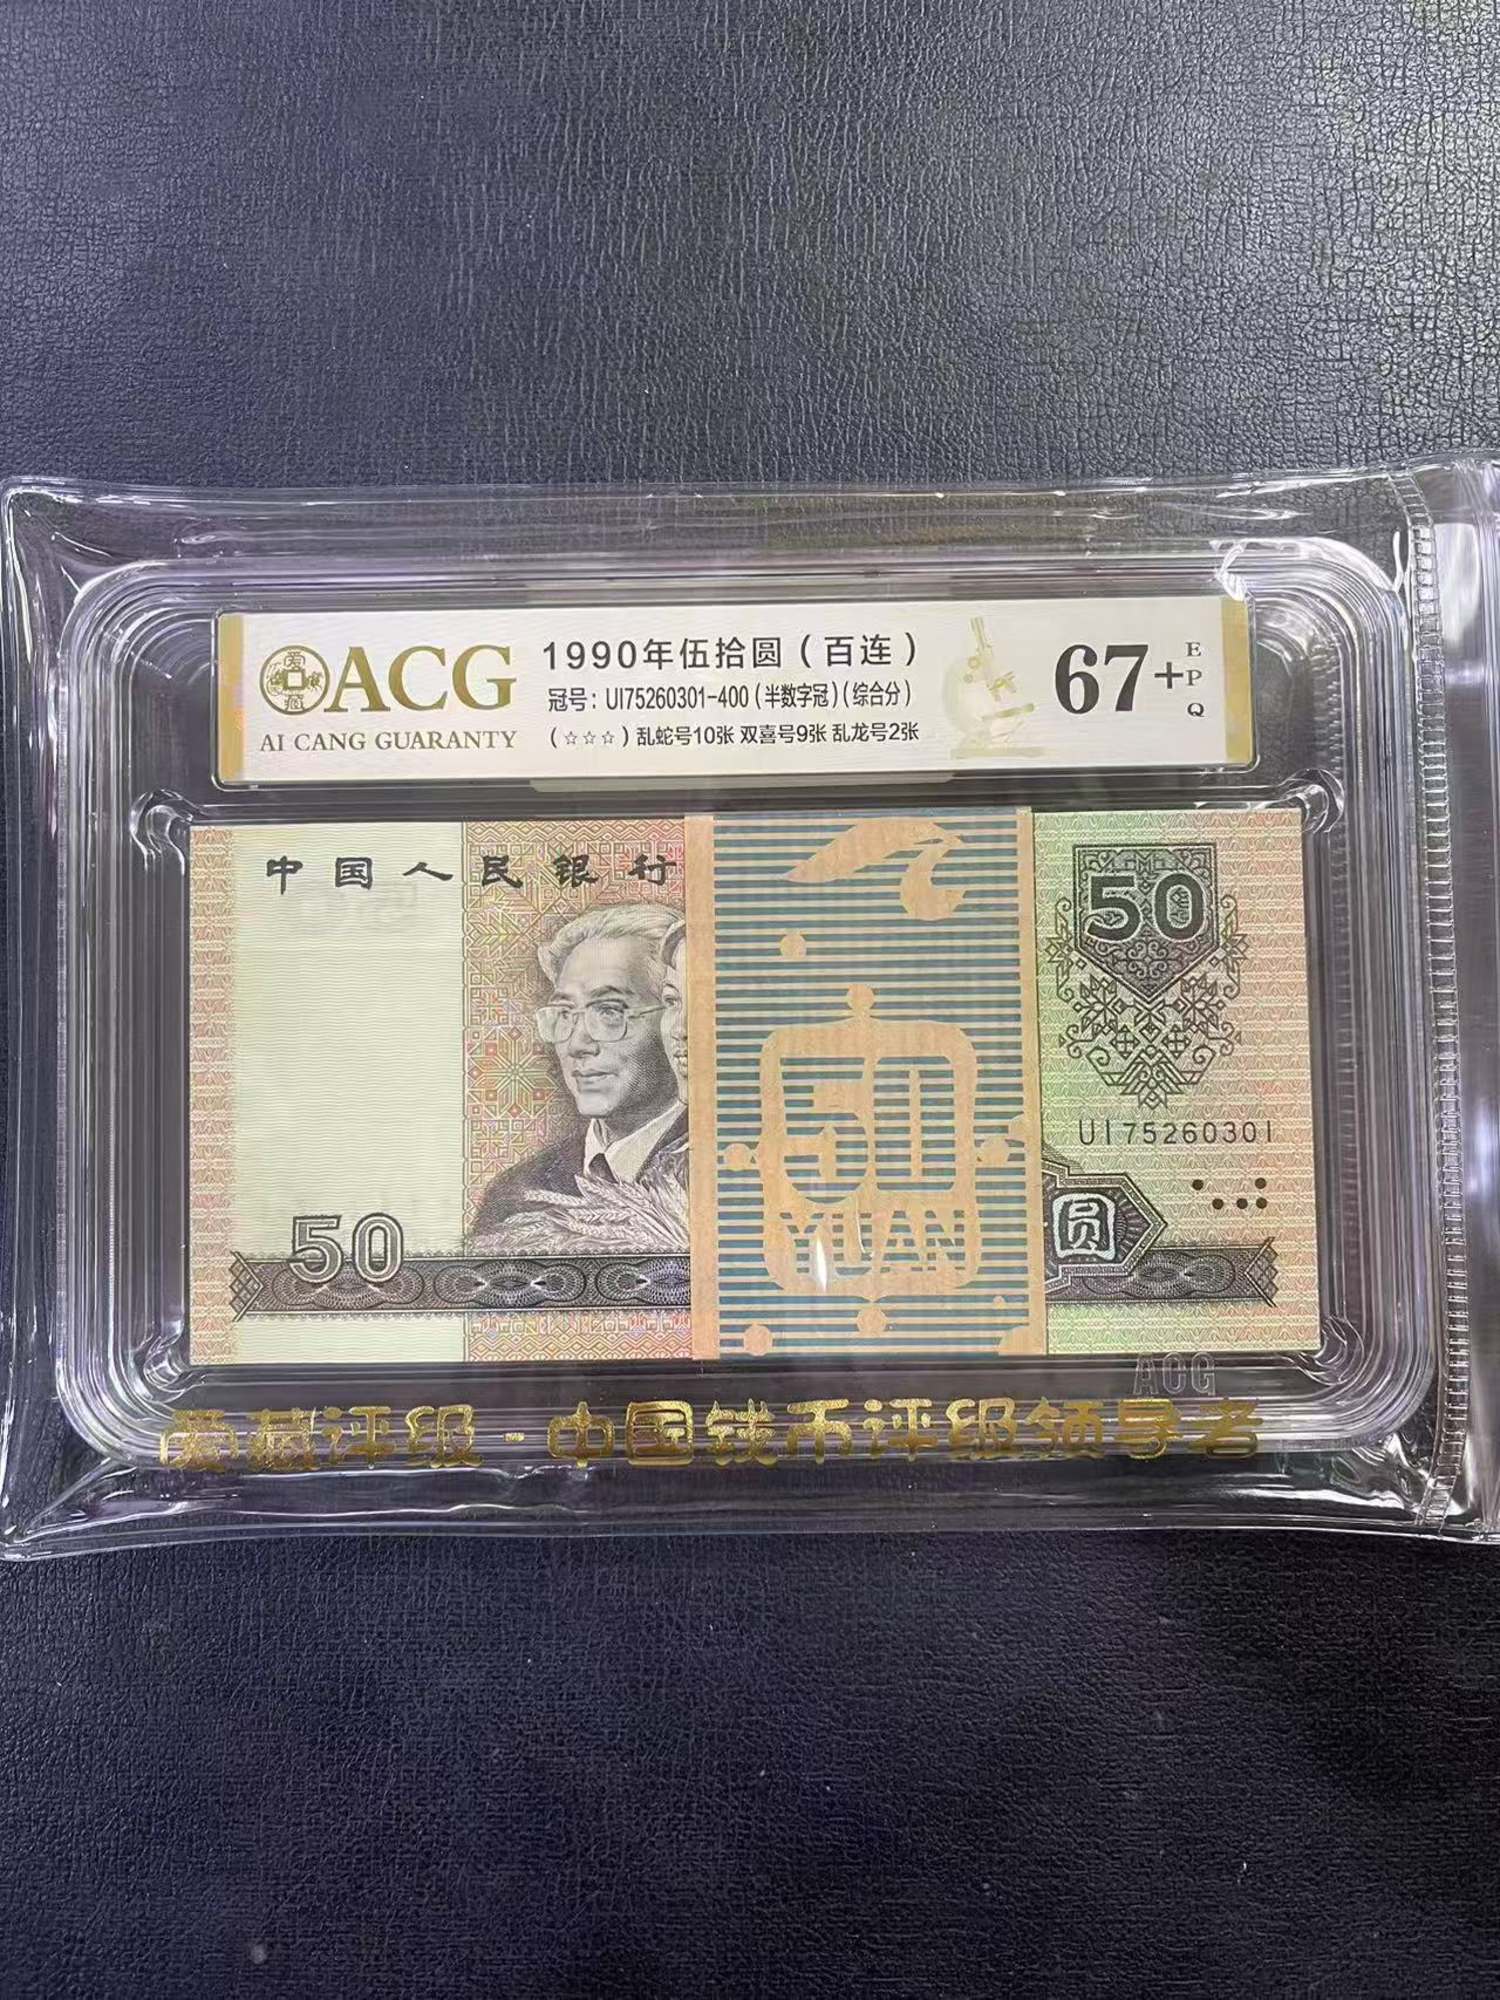 ACG
AI CANG GUARANTY
1990年伍拾圆（百连）
冠号：UI75260301-400（半数字冠）（综合分）
（☆☆☆）乱蛇号10张 双喜号9张 乱龙号2张
67+
EPQ
中国人民银行
50
50
50
YUAN
UI75260301
圆
ACG
爱藏评级·中国钱币评级领导者